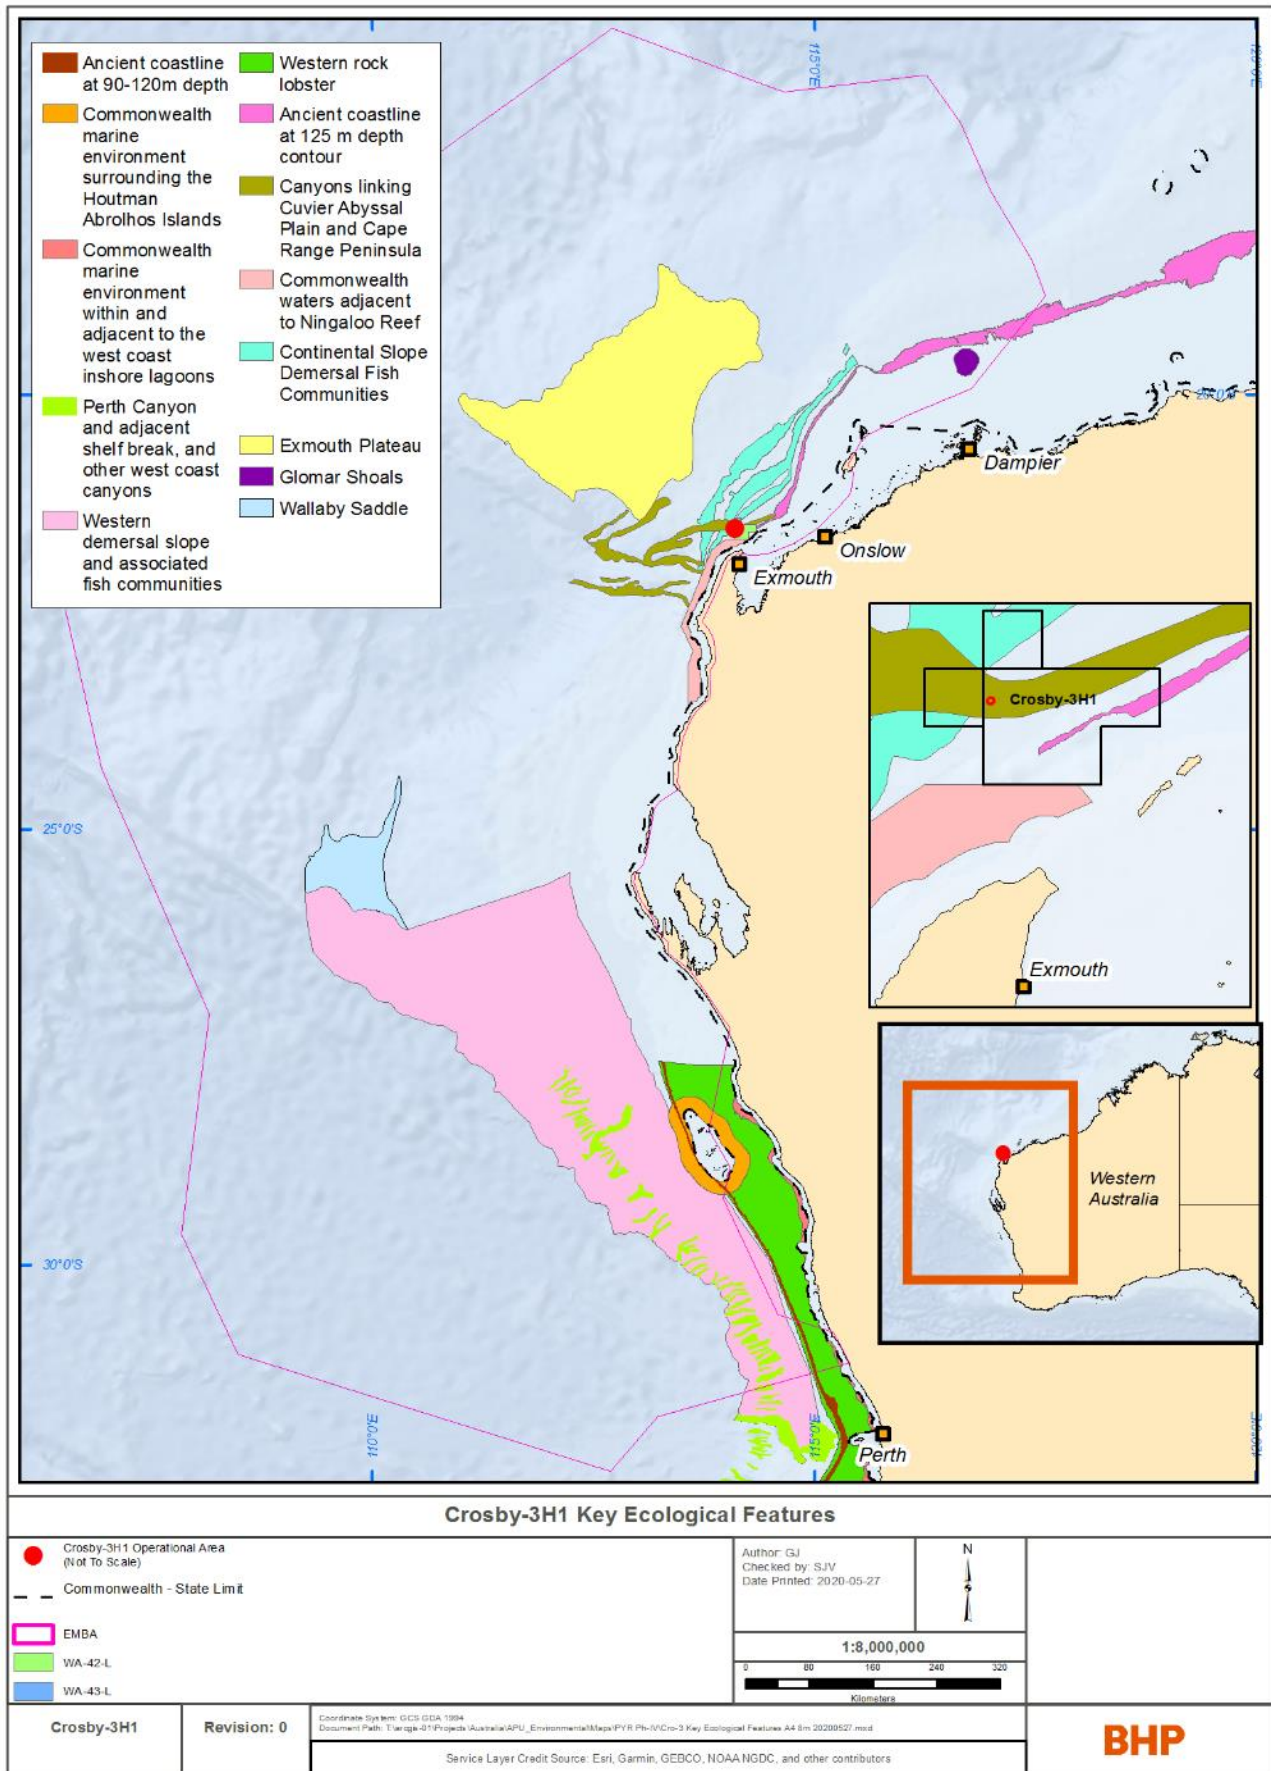 Ancient coastline
at 90-120m depth
Commonwealth
marine
environment
surrounding the
Houtman
Abrolhos Islands
Commonwealth
marine
environment
within and
adjacent to the
west coast
inshore lagoons
Perth Canyon
and adjacent
shelf break, and
other west coast
canyons
Western
demersal slope
and associated
fish communities
Western rock
lobster
Ancient coastline
at 125 m depth
contour
Canyons linking
Cuvier Abyssal
Plain and Cape
Range Peninsula
Commonwealth
waters adjacent
to Ningaloo Reef
Continental Slope
Demersal Fish
Communities
Exmouth Plateau
Glomar Shoals
Wallaby Saddle
115°0'E
120°0'E
20°0'S
Dampier
Onslow
Exmouth
Crosby-3H1
Exmouth
25°0'S
Western
Australia
30°0'S
110°0'E
115°0'E
120°0'E
Perth
Crosby-3H1 Key Ecological Features
Crosby-3H1 Operational Area
(Not To Scale)
Commonwealth - State Limit
EMBA
WA-42-L
WA-43-L
Author: GJ
Checked by: SJV
Date Printed: 2020-05-27
N
1:8,000,000
0 80 160 240 320
Kilometers
Crosby-3H1
Revision: 0
Coordinate System: GCS GDA 1994
Service Layer Credit Source: Esri, Garmin, GEBCO, NOAA NGDC, and other contributors
BHP